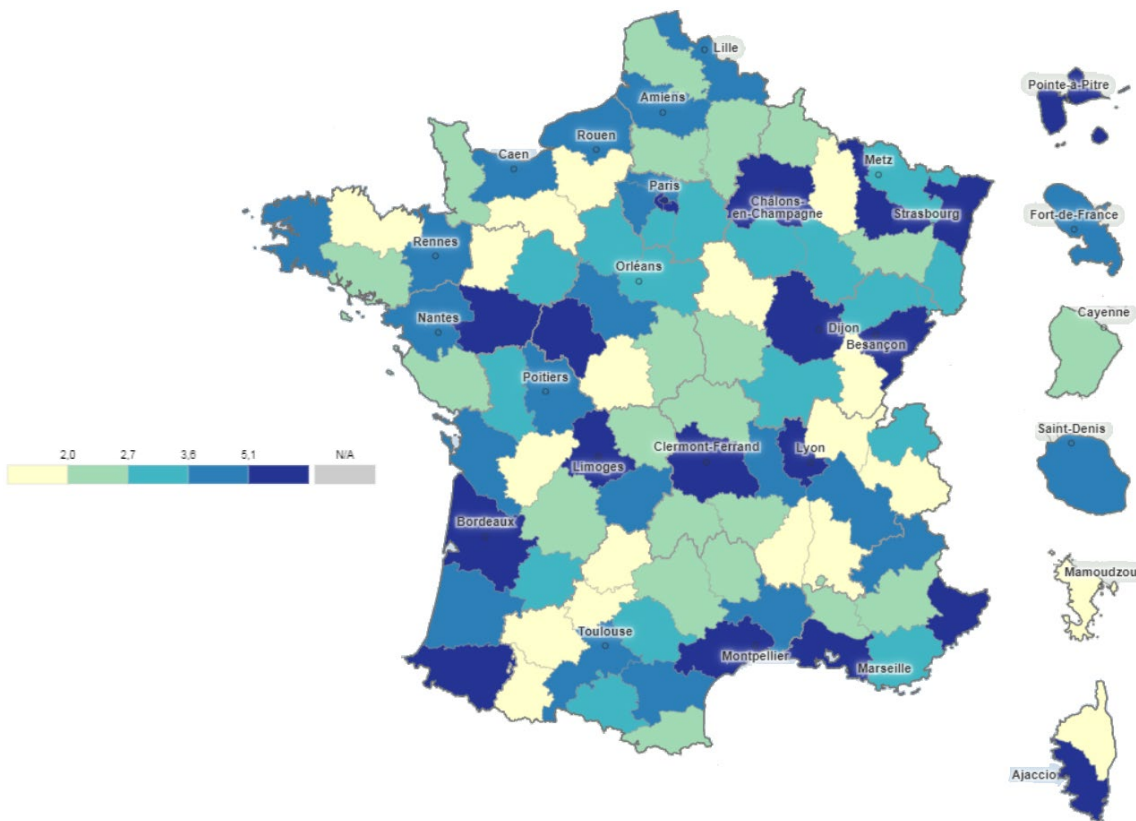 Lille
Pointe-à-Pitre
Amiens
Rouen
Caen
Metz
Paris
Châlons-
en-Champagne
Strasbourg
Fort-de-France
Rennes
Orléans
Cayenne
Nantes
Dijon
Besançon
Poitiers
Saint-Denis
Clermont-Ferrand
Lyon
2,0 2,7 3,6 5,1 N/A
Limoges
Bordeaux
Mamoudzou
Toulouse
Montpellier
Marseille
Ajaccio